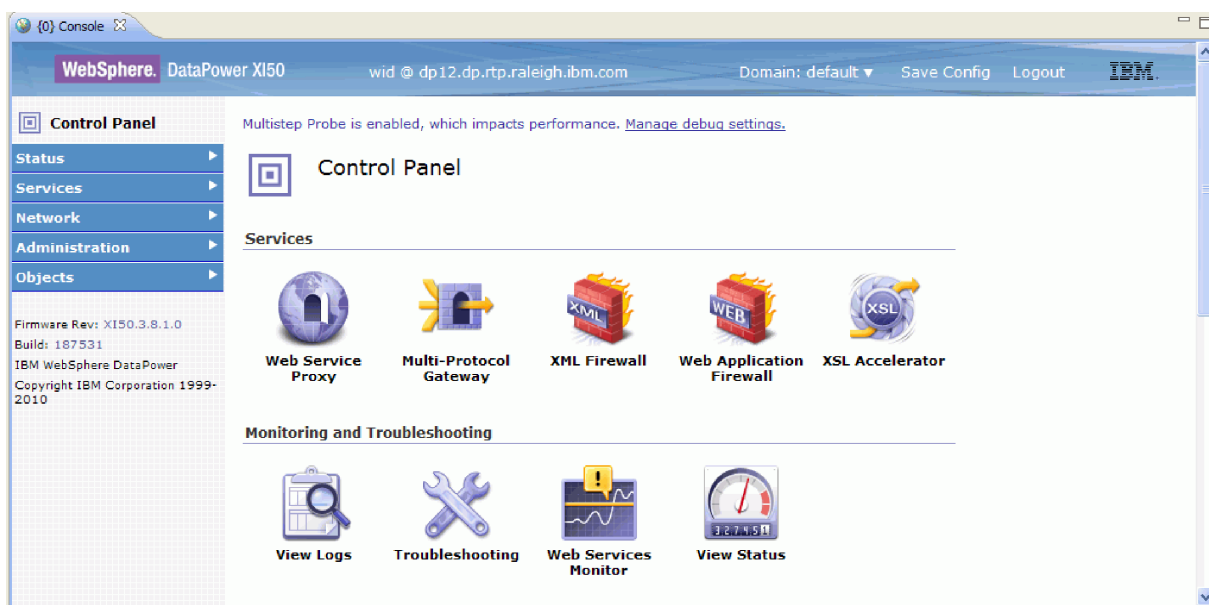 {0} Console
WebSphere. DataPower XI50
wid @ dp12.dp.rtp.raleigh.ibm.com
Domain: default ▼
Save Config
Logout
IBM.
Control Panel
Status
Services
Network
Administration
Objects
Firmware Rev: XI50.3.8.1.0
Build: 187531
IBM WebSphere DataPower
Copyright IBM Corporation 1999-
2010
Multistep Probe is enabled, which impacts performance. Manage debug settings.
Control Panel
Services
XML
WEB
XSL
Web Service
Proxy
Multi-Protocol
Gateway
XML Firewall
Web Application
Firewall
XSL Accelerator
Monitoring and Troubleshooting
View Logs
Troubleshooting
Web Services
Monitor
View Status